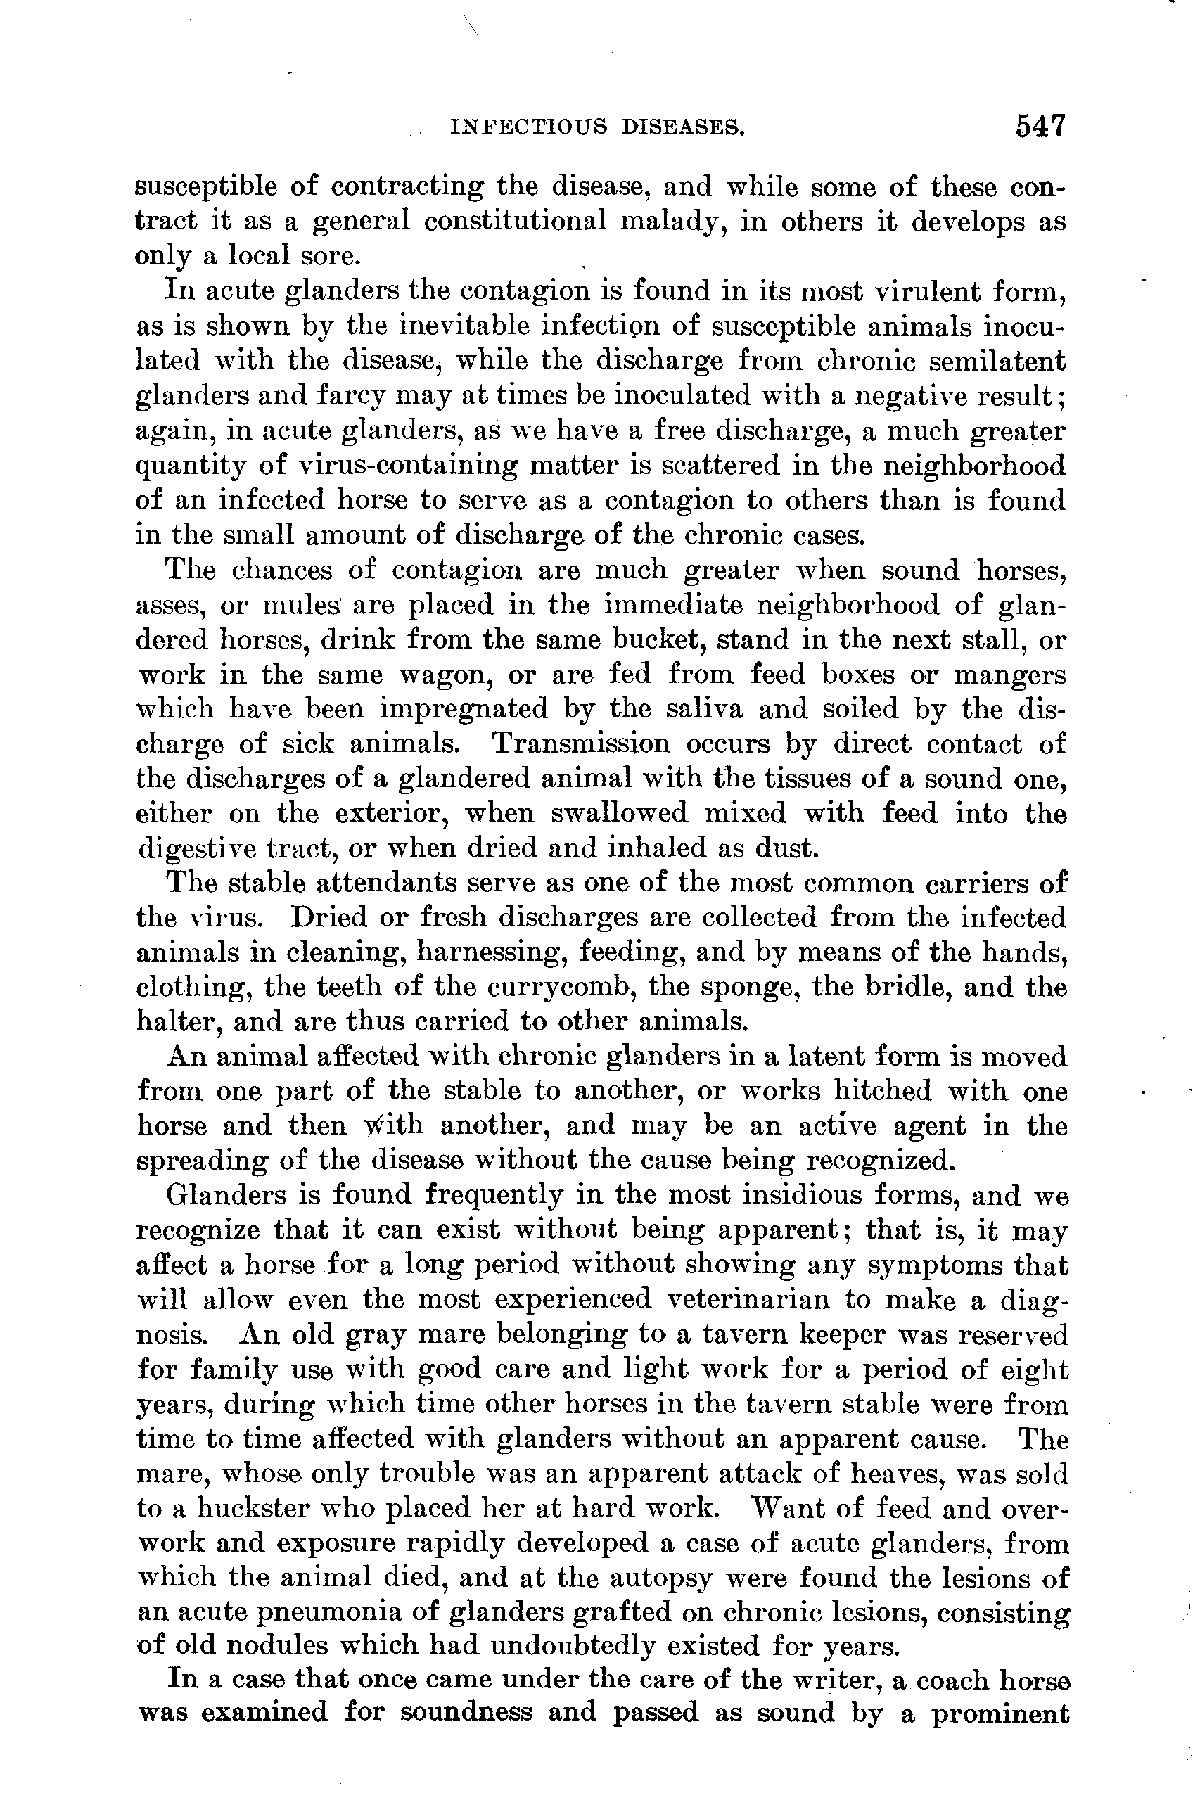 INFECTIOUS DISEASES. 547
susceptible of contracting the disease, and while some of these con-
tract it as a general constitutional malady, in others it develops as
only a local sore.
In acute glanders the contagion is found in its most virulent form,
as is shown by the inevitable infection of susceptible animals inocu-
lated with the disease, while the discharge from chronic semilatent
glanders and farcy may at times be inoculated with a negative result;
again, in acute glanders, as we have a free discharge, a much greater
quantity of virus-containing matter is scattered in the neighborhood
of an infected horse to serve as a contagion to others than is found
in the small amount of discharge of the chronic cases.
The chances of contagion are much greater when sound horses,
asses, or mules are placed in the immediate neighborhood of glan-
dered horses, drink from the same bucket, stand in the next stall, or
work in the same wagon, or are fed from feed boxes or mangers
which have been impregnated by the saliva and soiled by the dis-
charge of sick animals. Transmission occurs by direct contact of
the discharges of a glandered animal with the tissues of a sound one,
either on the exterior, when swallowed mixed with feed into the
digestive tract, or when dried and inhaled as dust.
The stable attendants serve as one of the most common carriers of
the virus. Dried or fresh discharges are collected from the infected
animals in cleaning, harnessing, feeding, and by means of the hands,
clothing, the teeth of the currycomb, the sponge, the bridle, and the
halter, and are thus carried to other animals.
An animal affected with chronic glanders in a latent form is moved
from one part of the stable to another, or works hitched with one
horse and then with another, and may be an active agent in the
spreading of the disease without the cause being recognized.
Glanders is found frequently in the most insidious forms, and we
recognize that it can exist without being apparent; that is, it may
affect a horse for a long period without showing any symptoms that
will allow even the most experienced veterinarian to make a diag-
nosis. An old gray mare belonging to a tavern keeper was reserved
for family use with good care and light work for a period of eight
years, during which time other horses in the tavern stable were from
time to time affected with glanders without an apparent cause. The
mare, whose only trouble was an apparent attack of heaves, was sold
to a huckster who placed her at hard work. Want of feed and over-
work and exposure rapidly developed a case of acute glanders, from
which the animal died, and at the autopsy were found the lesions of
an acute pneumonia of glanders grafted on chronic lesions, consisting
of old nodules which had undoubtedly existed for years.
In a case that once came under the care of the writer, a coach horse
was examined for soundness and passed as sound by a prominent